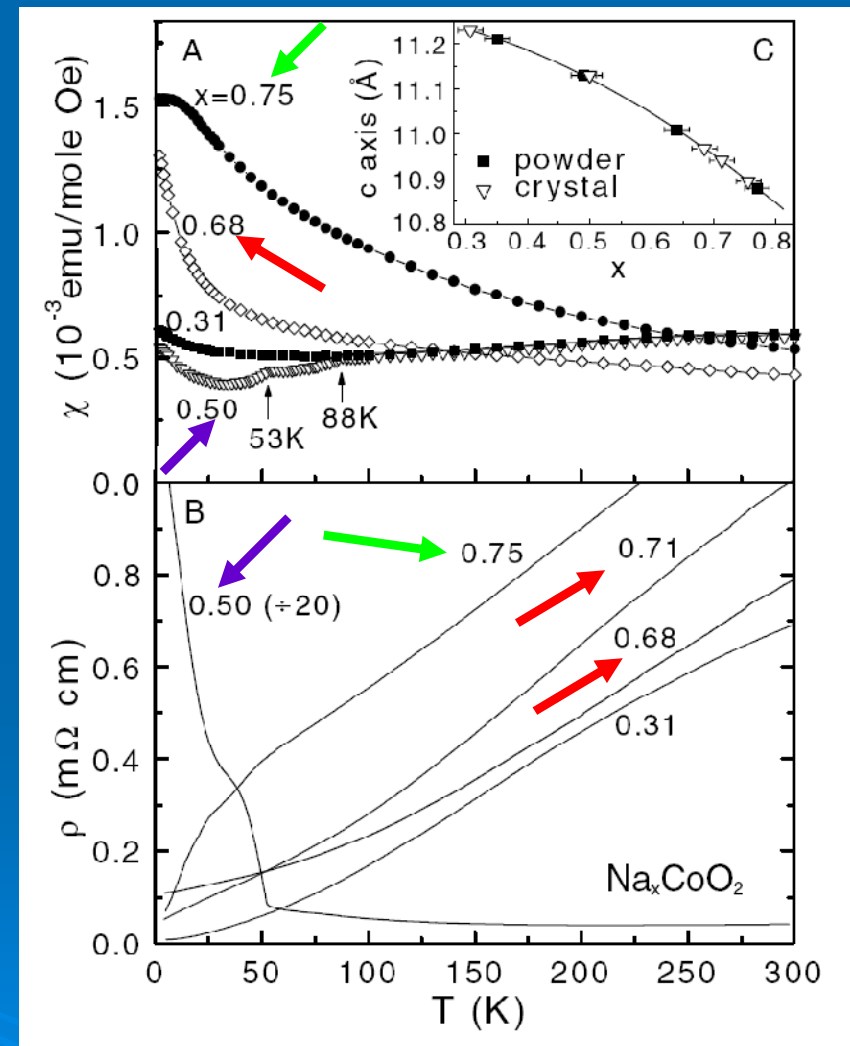 A
x=0.75
0.68
0.31
0.50
53K
88K
1.5
1.0
0.5
0.0
χ (10⁻³emu/mole Oe)
C
11.2
11.1
11.0
10.9
10.8
c axis (Å)
powder
crystal
0.3 0.4 0.5 0.6 0.7 0.8
x
B
0.50 (÷20)
0.75
0.71
0.68
0.31
NaₓCoO₂
0.8
0.6
0.4
0.2
0.0
ρ (mΩ cm)
0 50 100 150 200 250 300
T (K)